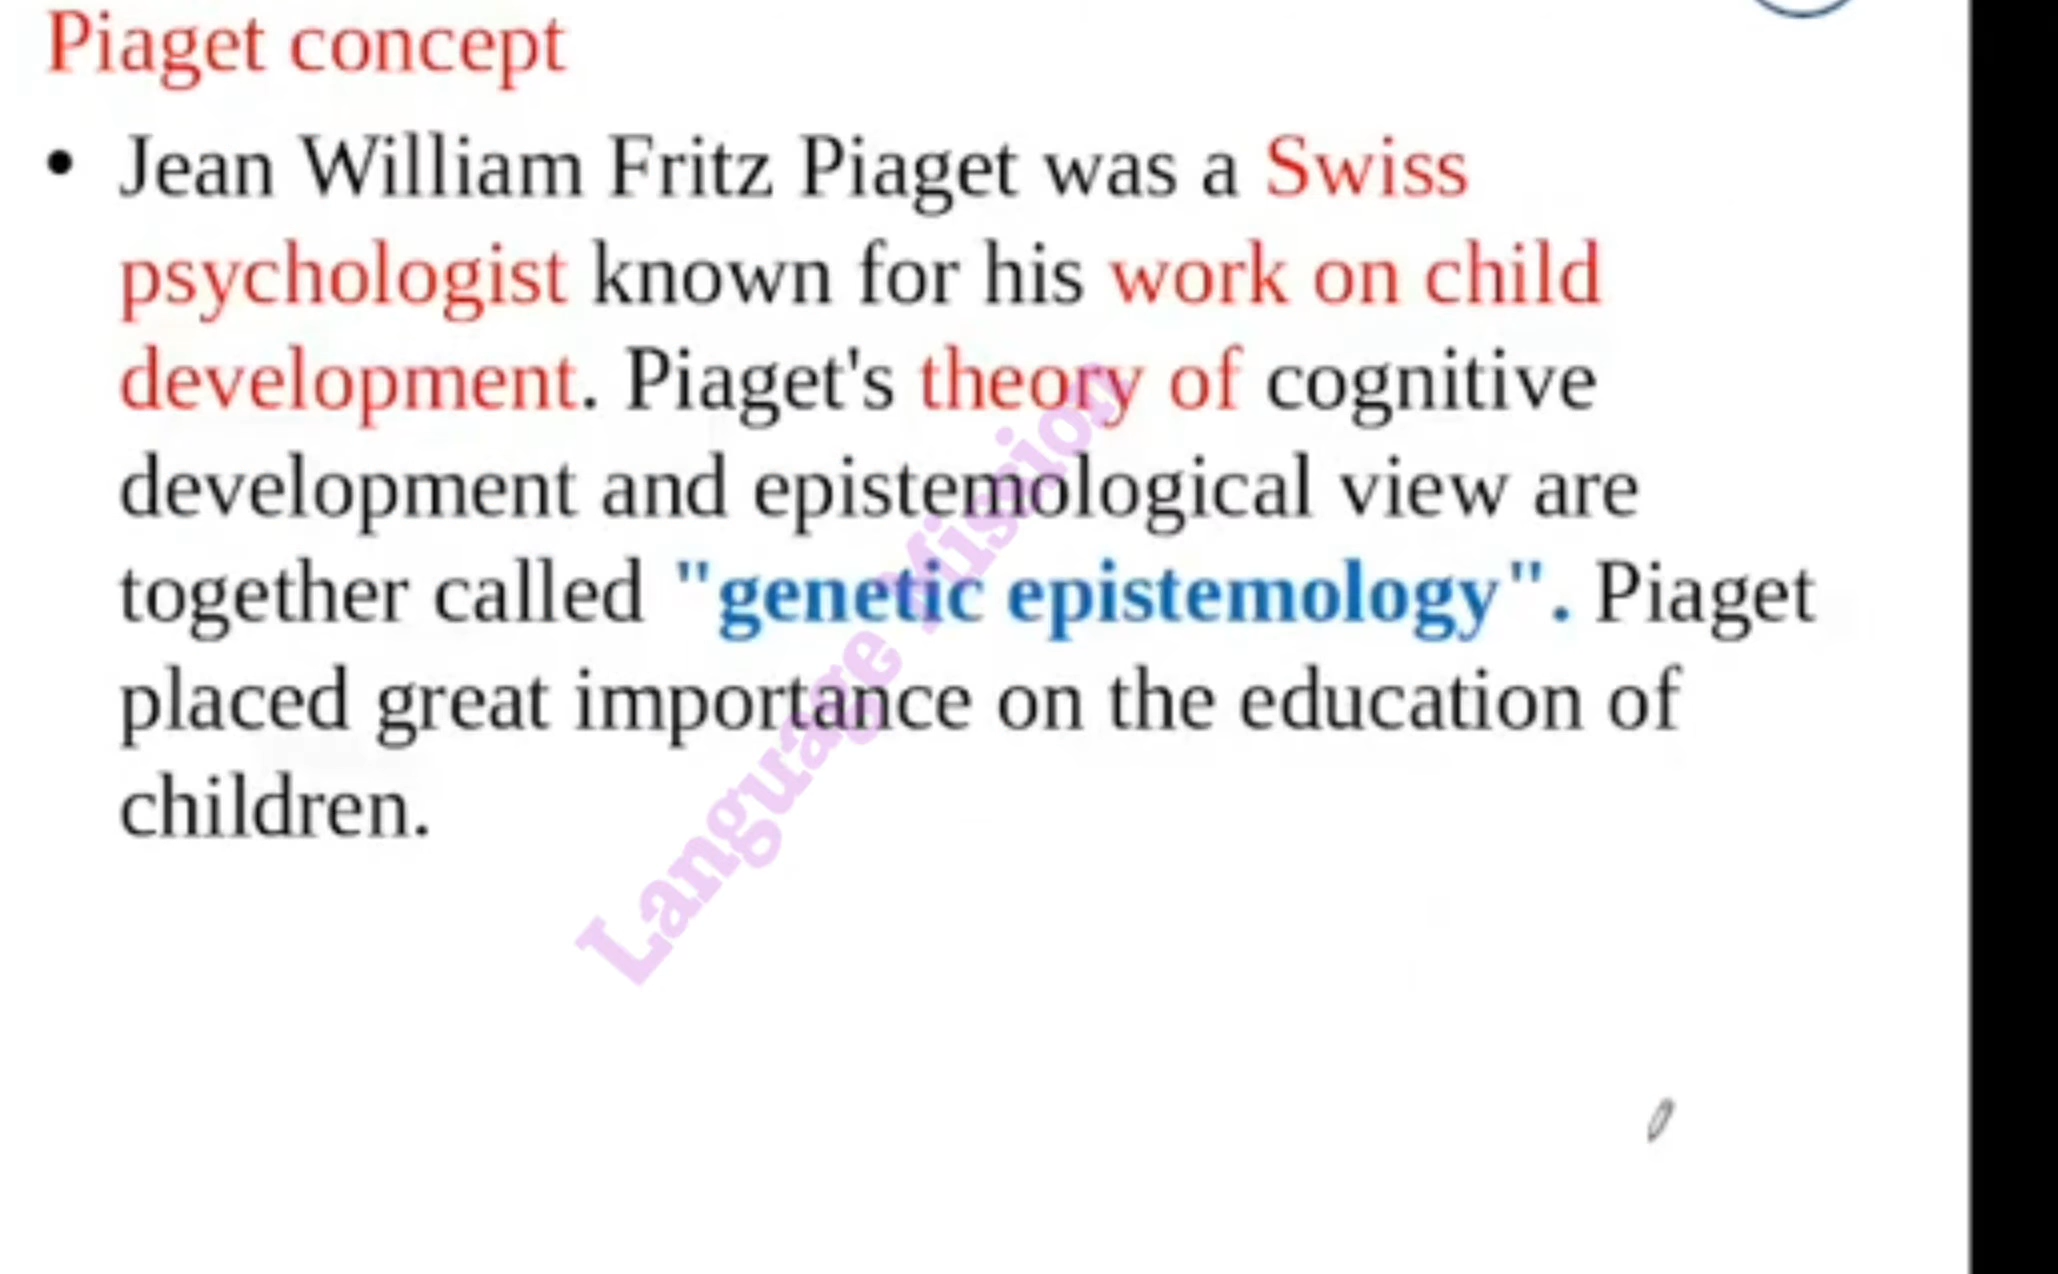 Piaget concept
• Jean William Fritz Piaget was a Swiss
psychologist known for his work on child
development. Piaget's theory of cognitive
development and epistemological view are
together called "genetic epistemology". Piaget
placed great importance on the education of
children.
Language Mission